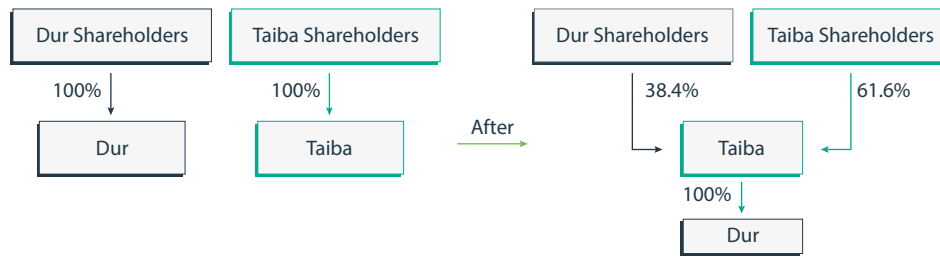 Dur Shareholders
Taiba Shareholders
100%
100%
Dur
Taiba
After
Dur Shareholders
Taiba Shareholders
38.4%
61.6%
Taiba
100%
Dur